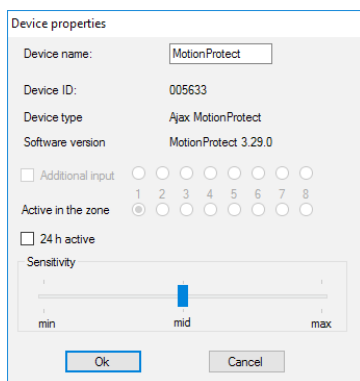 Device properties
Device name: MotionProtect
Device ID: 005633
Device type Ajax MotionProtect
Software version MotionProtect 3.29.0
Additional input
1 2 3 4 5 6 7 8
Active in the zone
24 h active
Sensitivity
min mid max
Ok Cancel